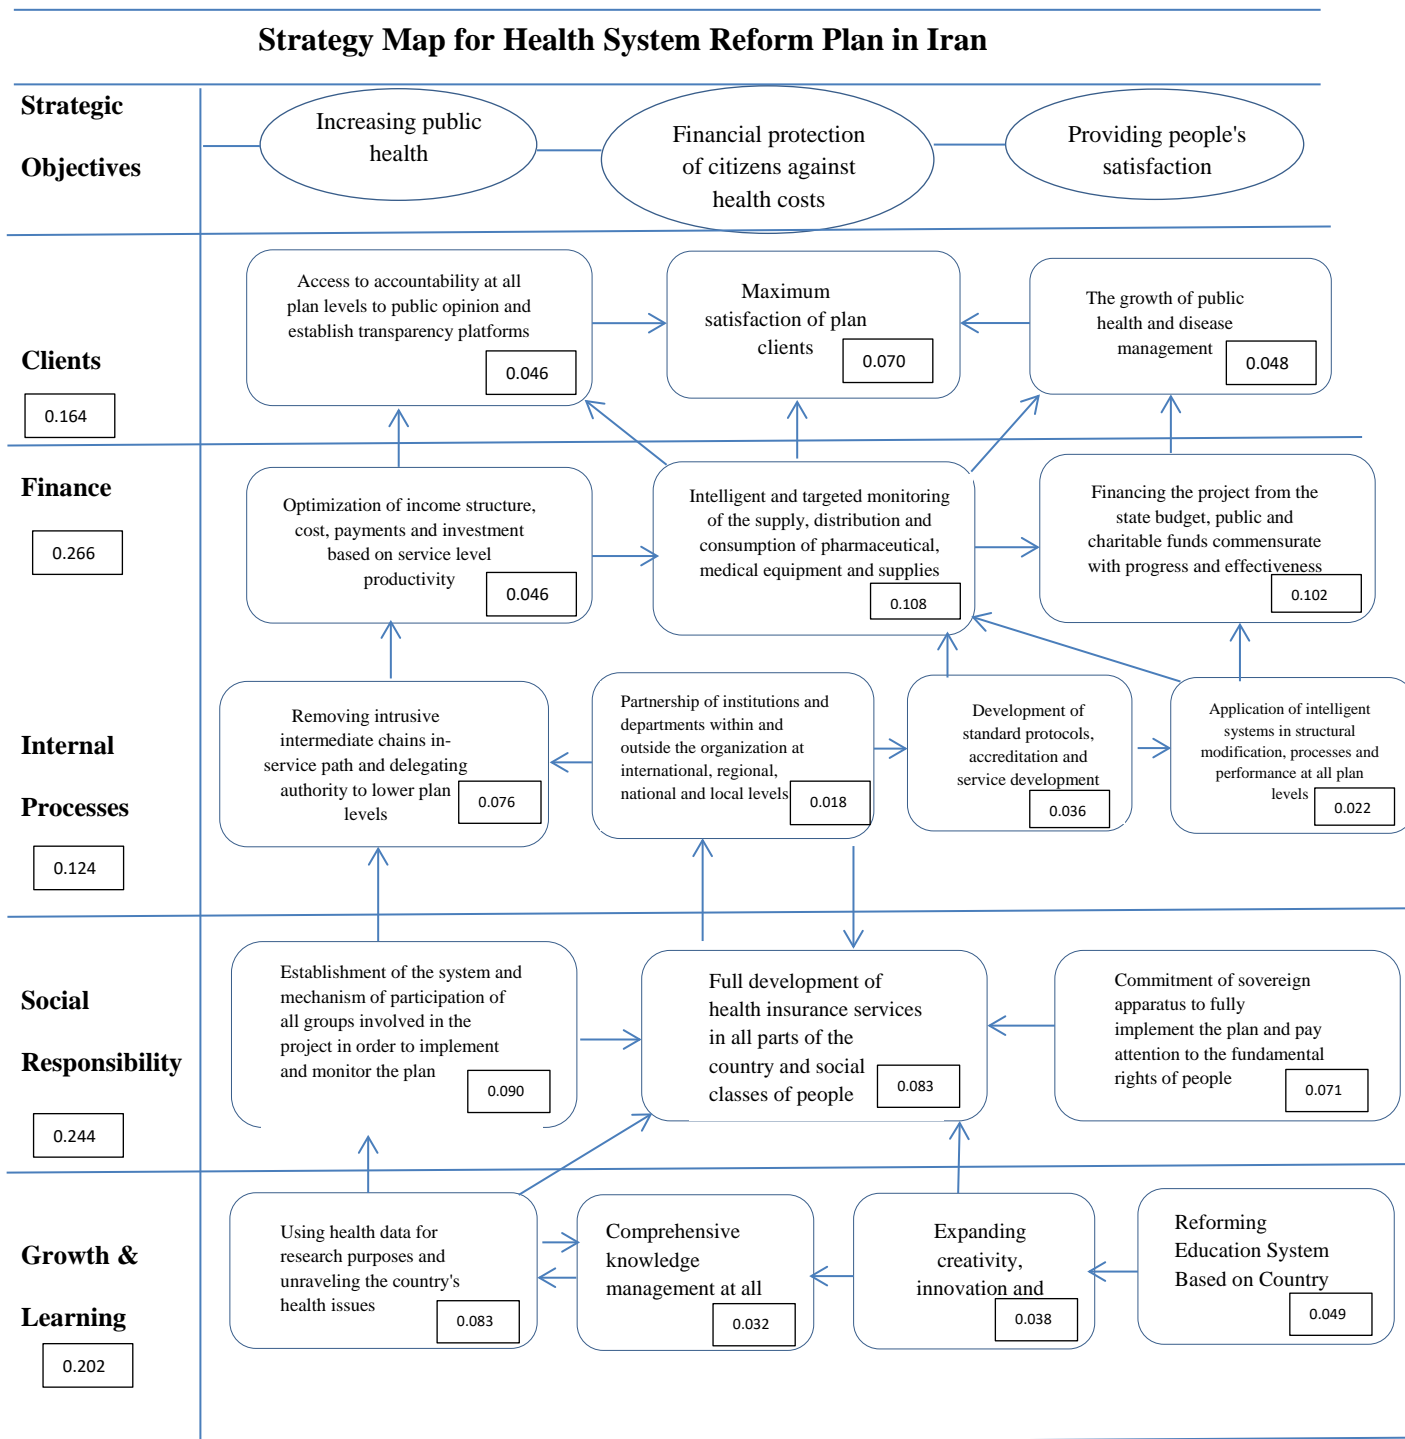 Strategy Map for Health System Reform Plan in Iran
Strategic
Objectives
Increasing public
health
Financial protection
of citizens against
health costs
Providing people's
satisfaction
Clients
0.164
Access to accountability at all
plan levels to public opinion and
establish transparency platforms
0.046
Maximum
satisfaction of plan
clients
0.070
The growth of public
health and disease
management
0.048
Finance
0.266
Optimization of income structure,
cost, payments and investment
based on service level
productivity
0.046
Intelligent and targeted monitoring
of the supply, distribution and
consumption of pharmaceutical,
medical equipment and supplies
0.108
Financing the project from the
state budget, public and
charitable funds commensurate
with progress and effectiveness
0.102
Internal
Processes
0.124
Removing intrusive
intermediate chains in-
service path and delegating
authority to lower plan
levels
0.076
Partnership of institutions and
departments within and
outside the organization at
international, regional,
national and local levels
0.018
Development of
standard protocols,
accreditation and
service development
0.036
Application of intelligent
systems in structural
modification, processes and
performance at all plan
levels
0.022
Social
Responsibility
0.244
Establishment of the system and
mechanism of participation of
all groups involved in the
project in order to implement
and monitor the plan
0.090
Full development of
health insurance services
in all parts of the
country and social
classes of people
0.083
Commitment of sovereign
apparatus to fully
implement the plan and pay
attention to the fundamental
rights of people
0.071
Growth &
Learning
0.202
Using health data for
research purposes and
unraveling the country's
health issues
0.083
Comprehensive
knowledge
management at all
0.032
Expanding
creativity,
innovation and
0.038
Reforming
Education System
Based on Country
0.049